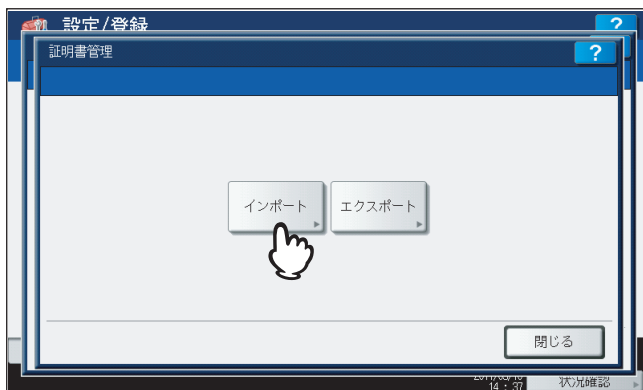 設定/登録
?
証明書管理
?
インポート
エクスポート
閉じる
14 : 37
状況確認